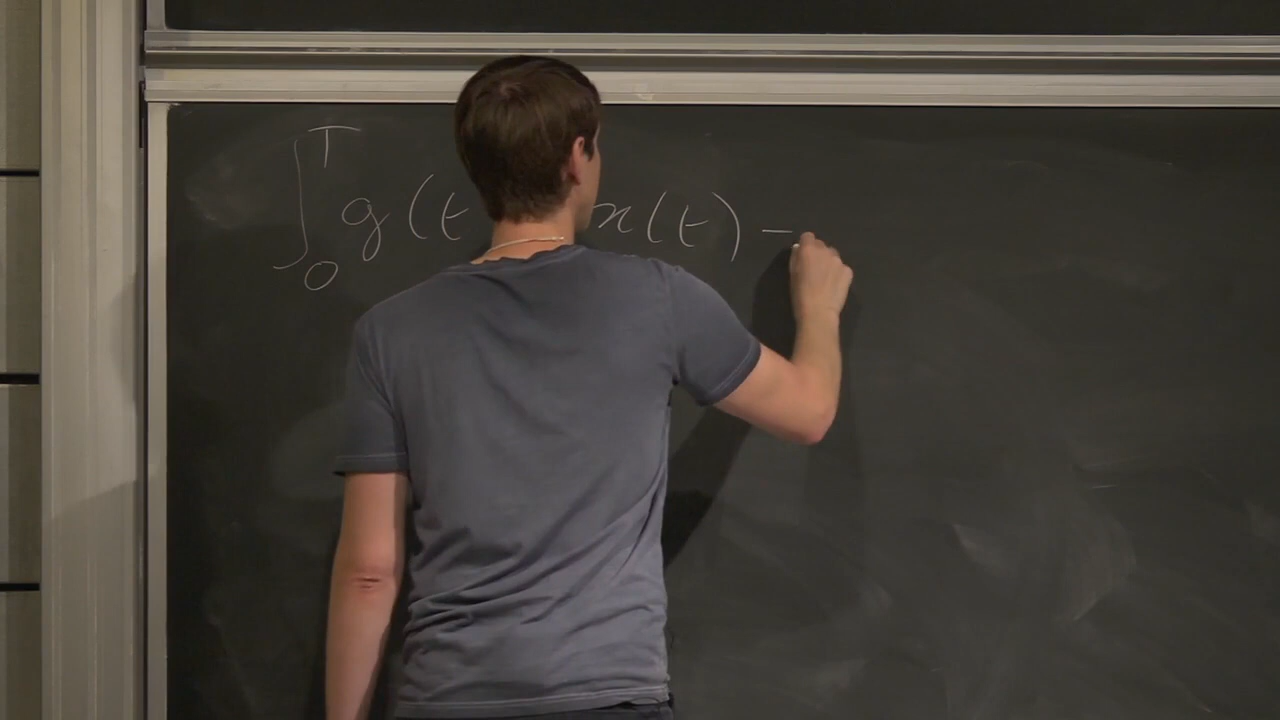 ∫₀ᵀ g(t x(t) –